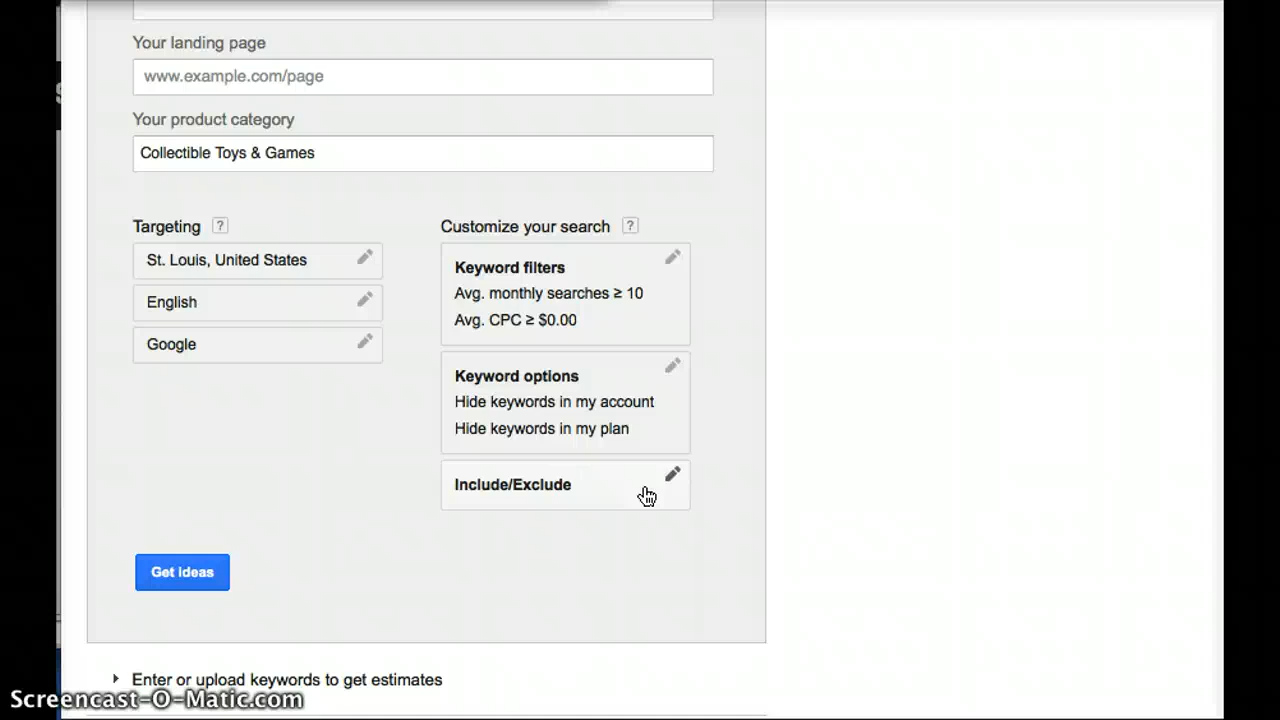 Your landing page
www.example.com/page
Your product category
Collectible Toys & Games
Targeting ?
St. Louis, United States
English
Google
Customize your search ?
Keyword filters
Avg. monthly searches ≥ 10
Avg. CPC ≥ $0.00
Keyword options
Hide keywords in my account
Hide keywords in my plan
Include/Exclude
Get ideas
Enter or upload keywords to get estimates
Screencast-O-Matic.com